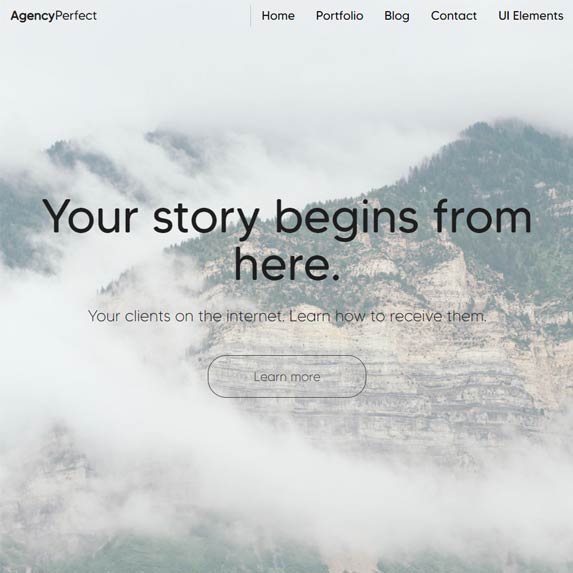 AgencyPerfect
Home Portfolio Blog Contact UI Elements
Your story begins from
here.
Your clients on the internet. Learn how to receive them.
Learn more